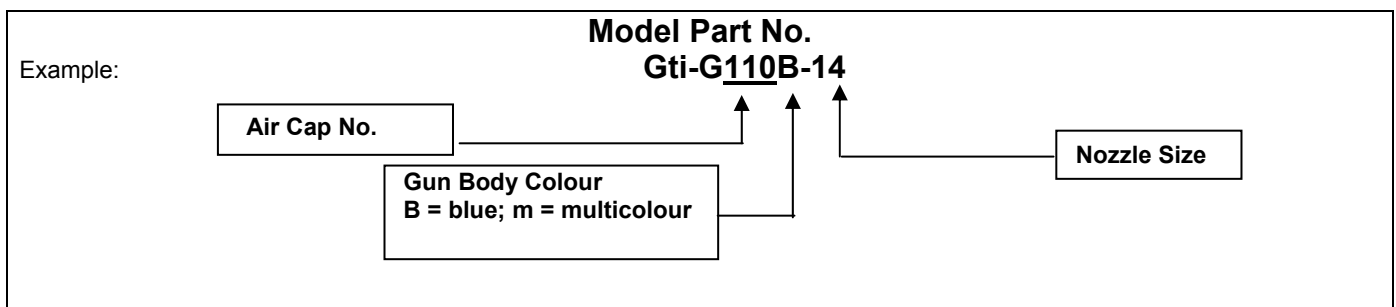 Model Part No.
Example: Gti-G110B-14
Air Cap No.
Nozzle Size
Gun Body Colour
B = blue; m = multicolour